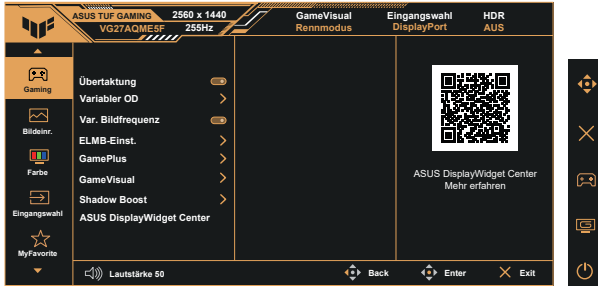 ASUS TUF GAMING 2560 x 1440 GameVisual Eingangswahl HDR
VG27AQME5F 255Hz Rennmodus DisplayPort AUS
Gaming
Bildeinr.
Farbe
Eingangswahl
MyFavorite
Übertaktung
Variabler OD
Var. Bildfrequenz
ELMB-Einst.
GamePlus
GameVisual
Shadow Boost
ASUS DisplayWidget Center
ASUS DisplayWidget Center
Mehr erfahren
Lautstärke 50 Back Enter Exit